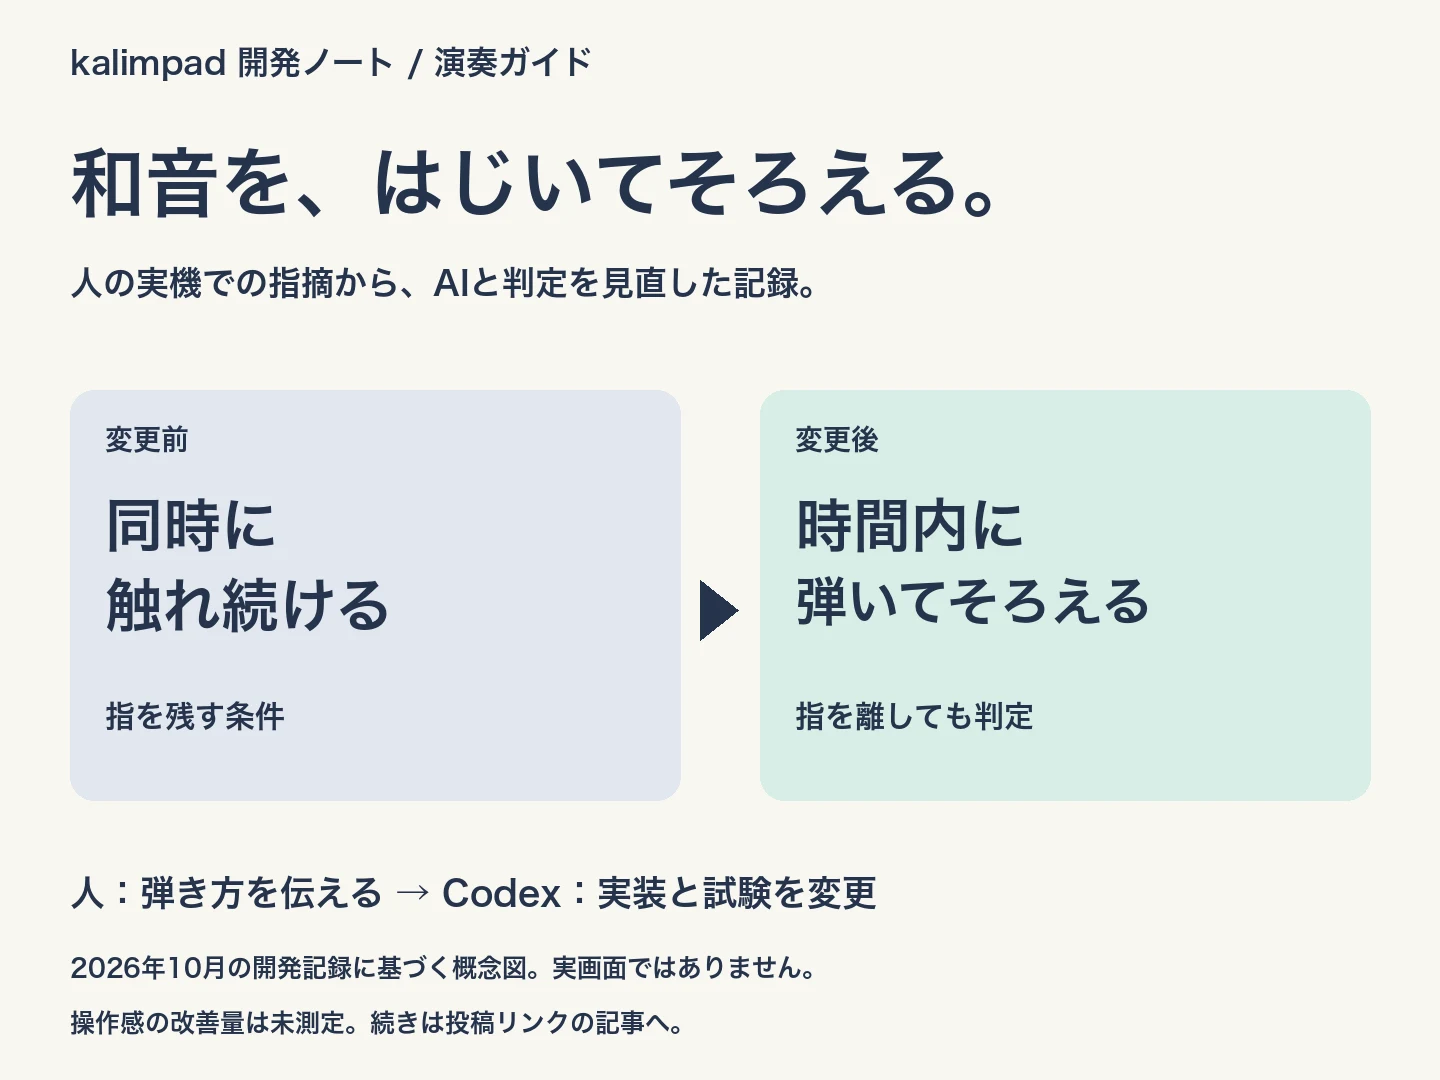 kalimpad 開発ノート / 演奏ガイド
和音を、はじいてそろえる。
人の実機での指摘から、AIと判定を見直した記録。
変更前
同時に
触れ続ける
指を残す条件
変更後
時間内に
弾いてそろえる
指を離しても判定
人：弾き方を伝える → Codex：実装と試験を変更
2026年10月の開発記録に基づく概念図。実画面ではありません。
操作感の改善量は未測定。続きは投稿リンクの記事へ。